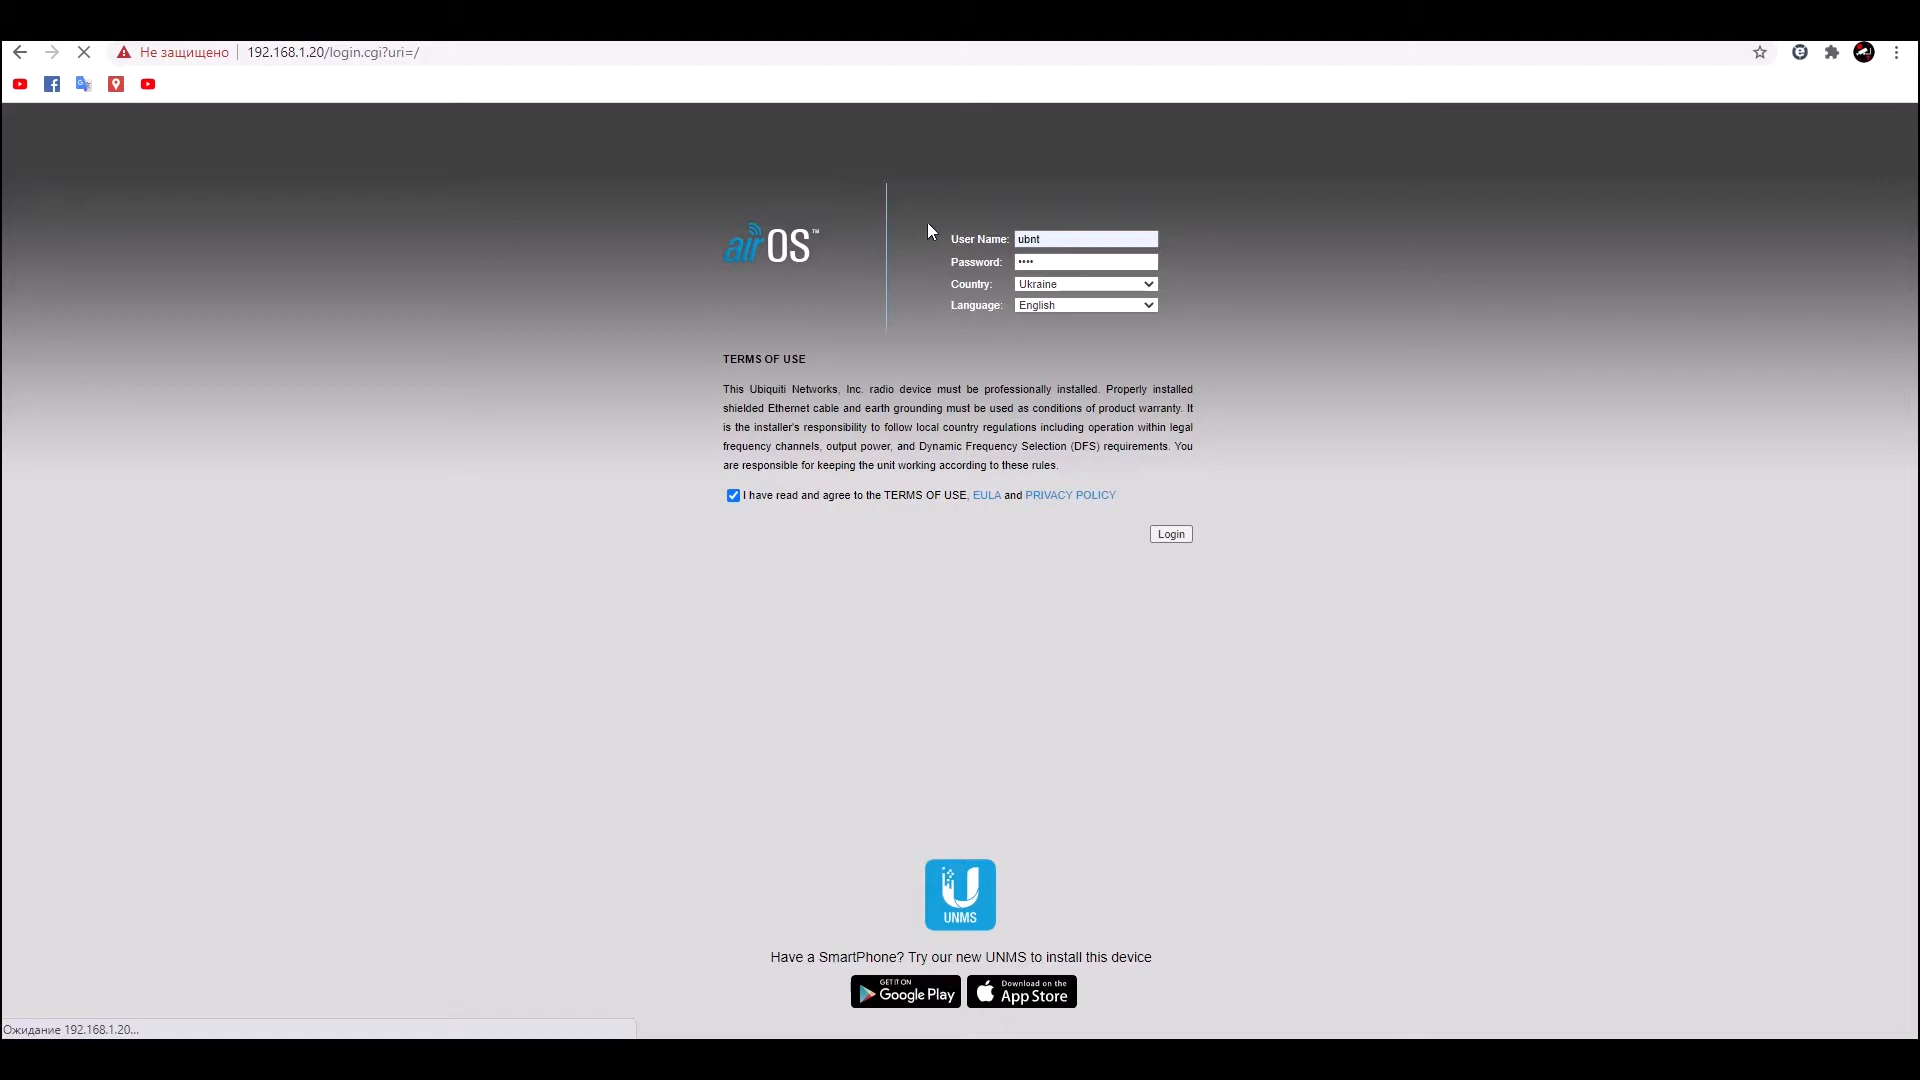 Не защищено 192.168.1.20/login.cgi?uri=/
airOS™
User Name: ubnt
Password: ••••
Country: Ukraine
Language: English
TERMS OF USE
This Ubiquiti Networks, Inc. radio device must be professionally installed. Properly installed
shielded Ethernet cable and earth grounding must be used as conditions of product warranty. It
is the installer's responsibility to follow local country regulations including operation within legal
frequency channels, output power, and Dynamic Frequency Selection (DFS) requirements. You
are responsible for keeping the unit working according to these rules.
I have read and agree to the TERMS OF USE, EULA and PRIVACY POLICY
Login
UNMS
Have a SmartPhone? Try our new UNMS to install this device
GET IT ON
Google Play
Download on the
App Store
Ожидание 192.168.1.20...